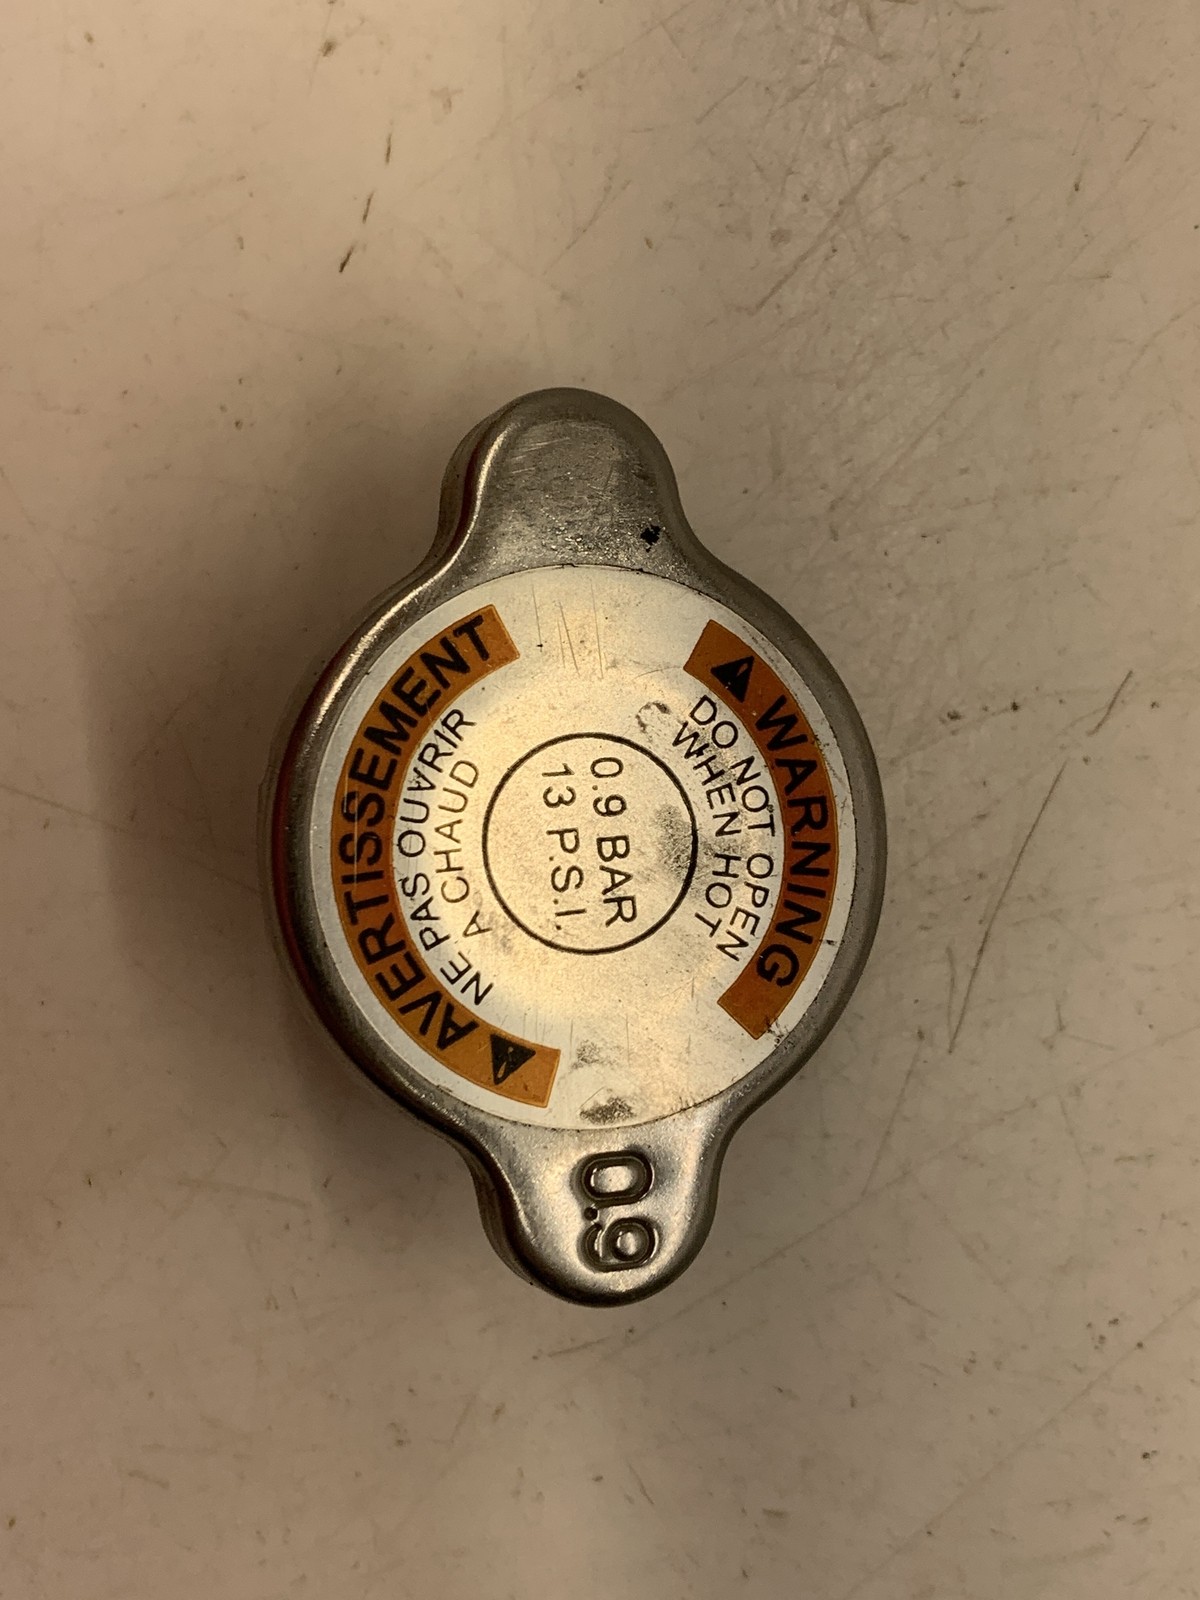 WARNING
DO NOT OPEN
WHEN HOT
0.9 BAR
13 P.S.I.
AVERTISSEMENT
NE PAS OUVRIR
A CHAUD
0.9